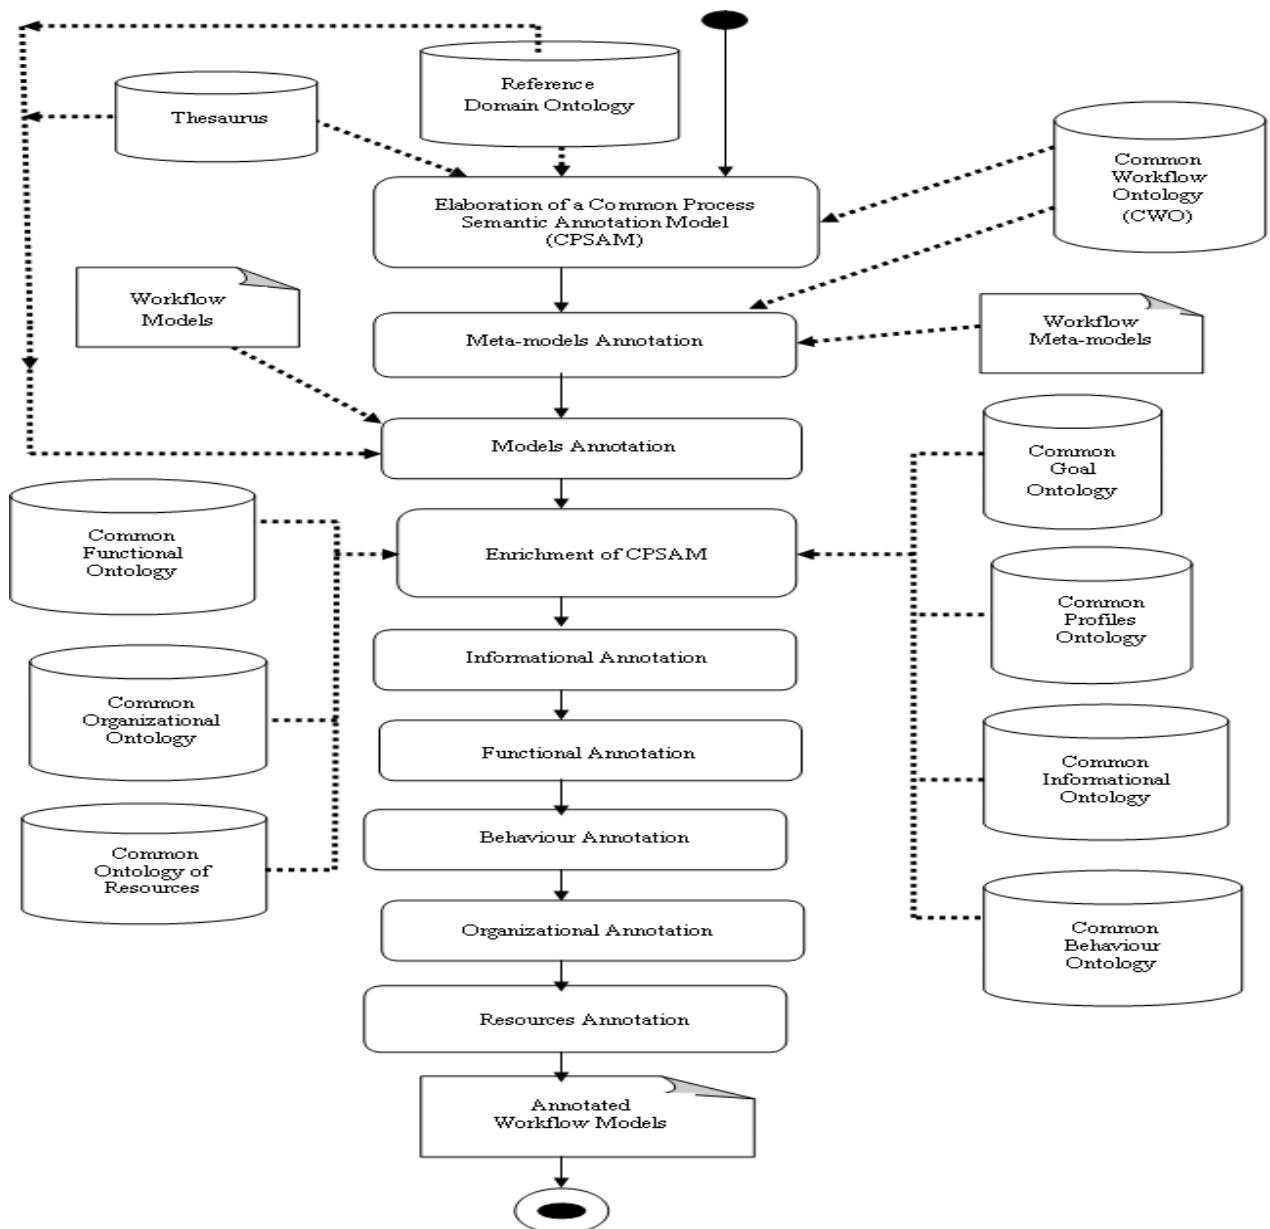 Reference
Domain Ontology
Thesaurus
Common
Workflow
Ontology
(CWO)
Elaboration of a Common Process
Semantic Annotation Model
(CPSAM)
Workflow
Models
Workflow
Meta-models
Meta-models Annotation
Models Annotation
Common
Goal
Ontology
Common
Functional
Ontology
Enrichment of CPSAM
Common
Profiles
Ontology
Informational Annotation
Common
Organizational
Ontology
Functional Annotation
Common
Informational
Ontology
Behaviour Annotation
Common
Ontology of
Resources
Organizational Annotation
Common
Behaviour
Ontology
Resources Annotation
Annotated
Workflow Models